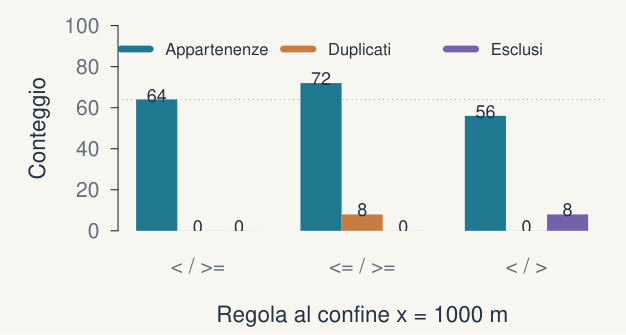 Conteggio
100
80
60
40
20
0
Appartenenze Duplicati Esclusi
64 0 0
72 8 0
56 0 8
< / >= <= / >= < / >
Regola al confine x = 1000 m